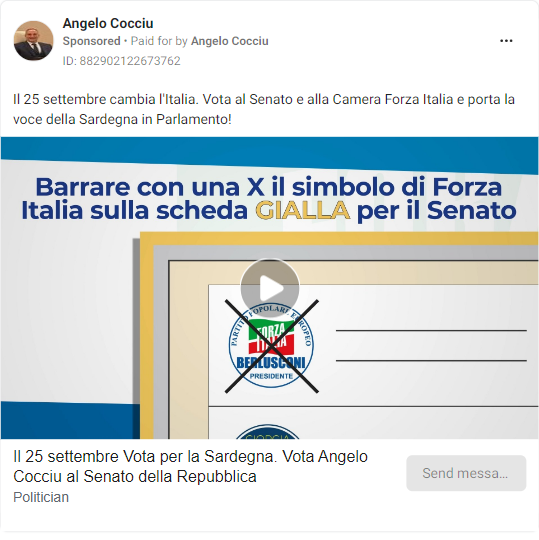 Angelo Cocciu
Sponsored • Paid for by Angelo Cocciu
ID: 882902122673762
Il 25 settembre cambia l'Italia. Vota al Senato e alla Camera Forza Italia e porta la
voce della Sardegna in Parlamento!
Barrare con una X il simbolo di Forza
Italia sulla scheda GIALLA per il Senato
PARTITO POPOLARE EUROPEO
FORZA
ITALIA
BERLUSCONI
PRESIDENTE
GIORGIA
Il 25 settembre Vota per la Sardegna. Vota Angelo
Cocciu al Senato della Repubblica
Send messa...
Politician